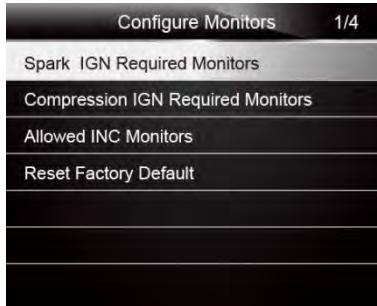 Configure Monitors 1/4
Spark IGN Required Monitors
Compression IGN Required Monitors
Allowed INC Monitors
Reset Factory Default